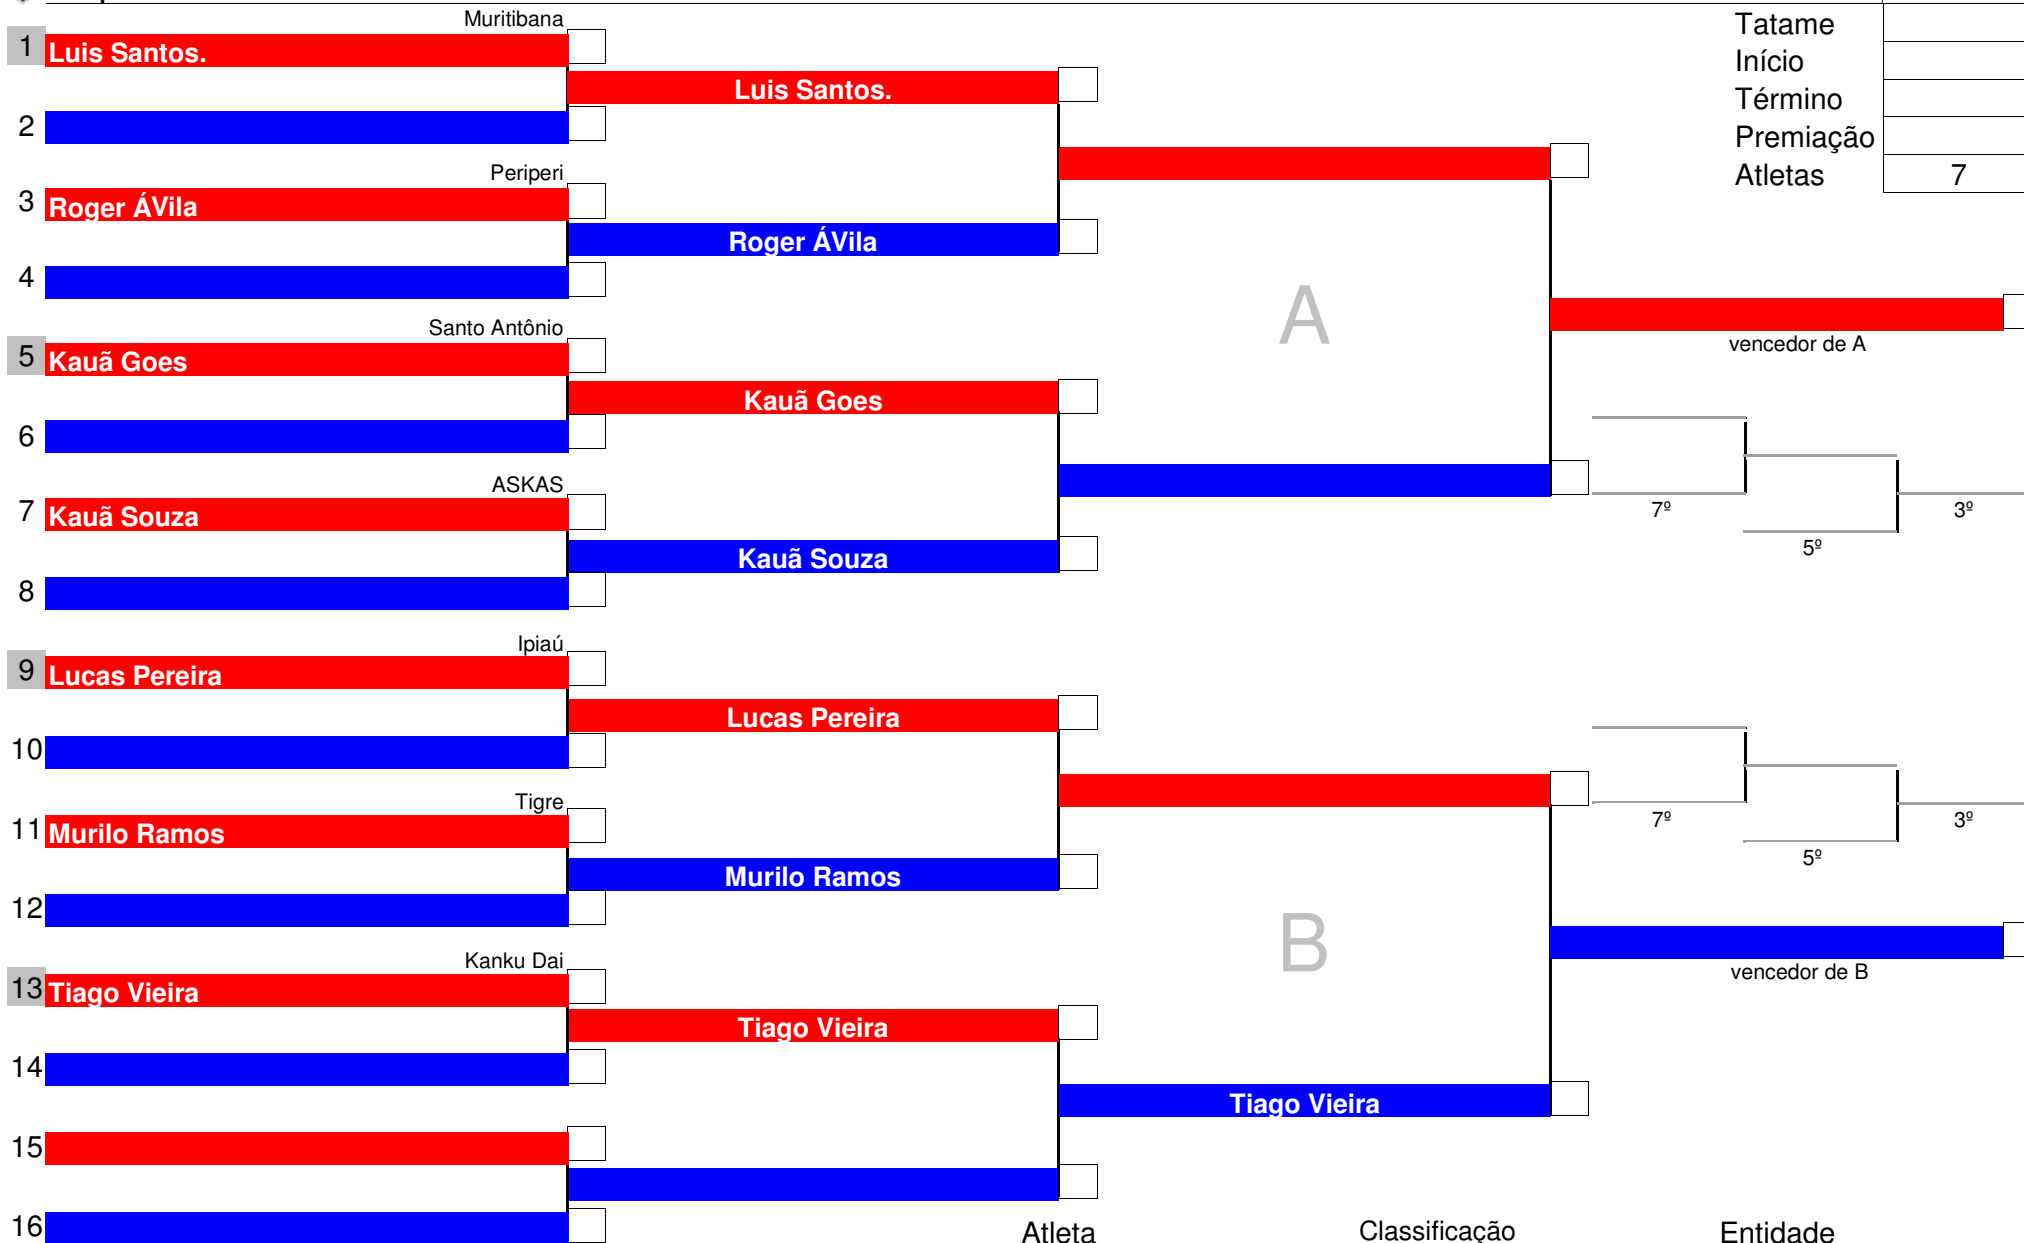 Muritibana
1 Luis Santos.
Luis Santos.
2
Periperi
3 Roger ÁVila
Roger ÁVila
4
Santo Antônio
5 Kauã Goes
Kauã Goes
6
ASKAS
7 Kauã Souza
Kauã Souza
8
Ipiaú
9 Lucas Pereira
Lucas Pereira
10
Tigre
11 Murilo Ramos
Murilo Ramos
12
Kanku Dai
13 Tiago Vieira
Tiago Vieira
14
Tiago Vieira
15
16
A
B
Tatame
Início
Término
Premiação
Atletas 7
vencedor de A
7º
3º
5º
7º
3º
5º
vencedor de B
Atleta Classificação Entidade